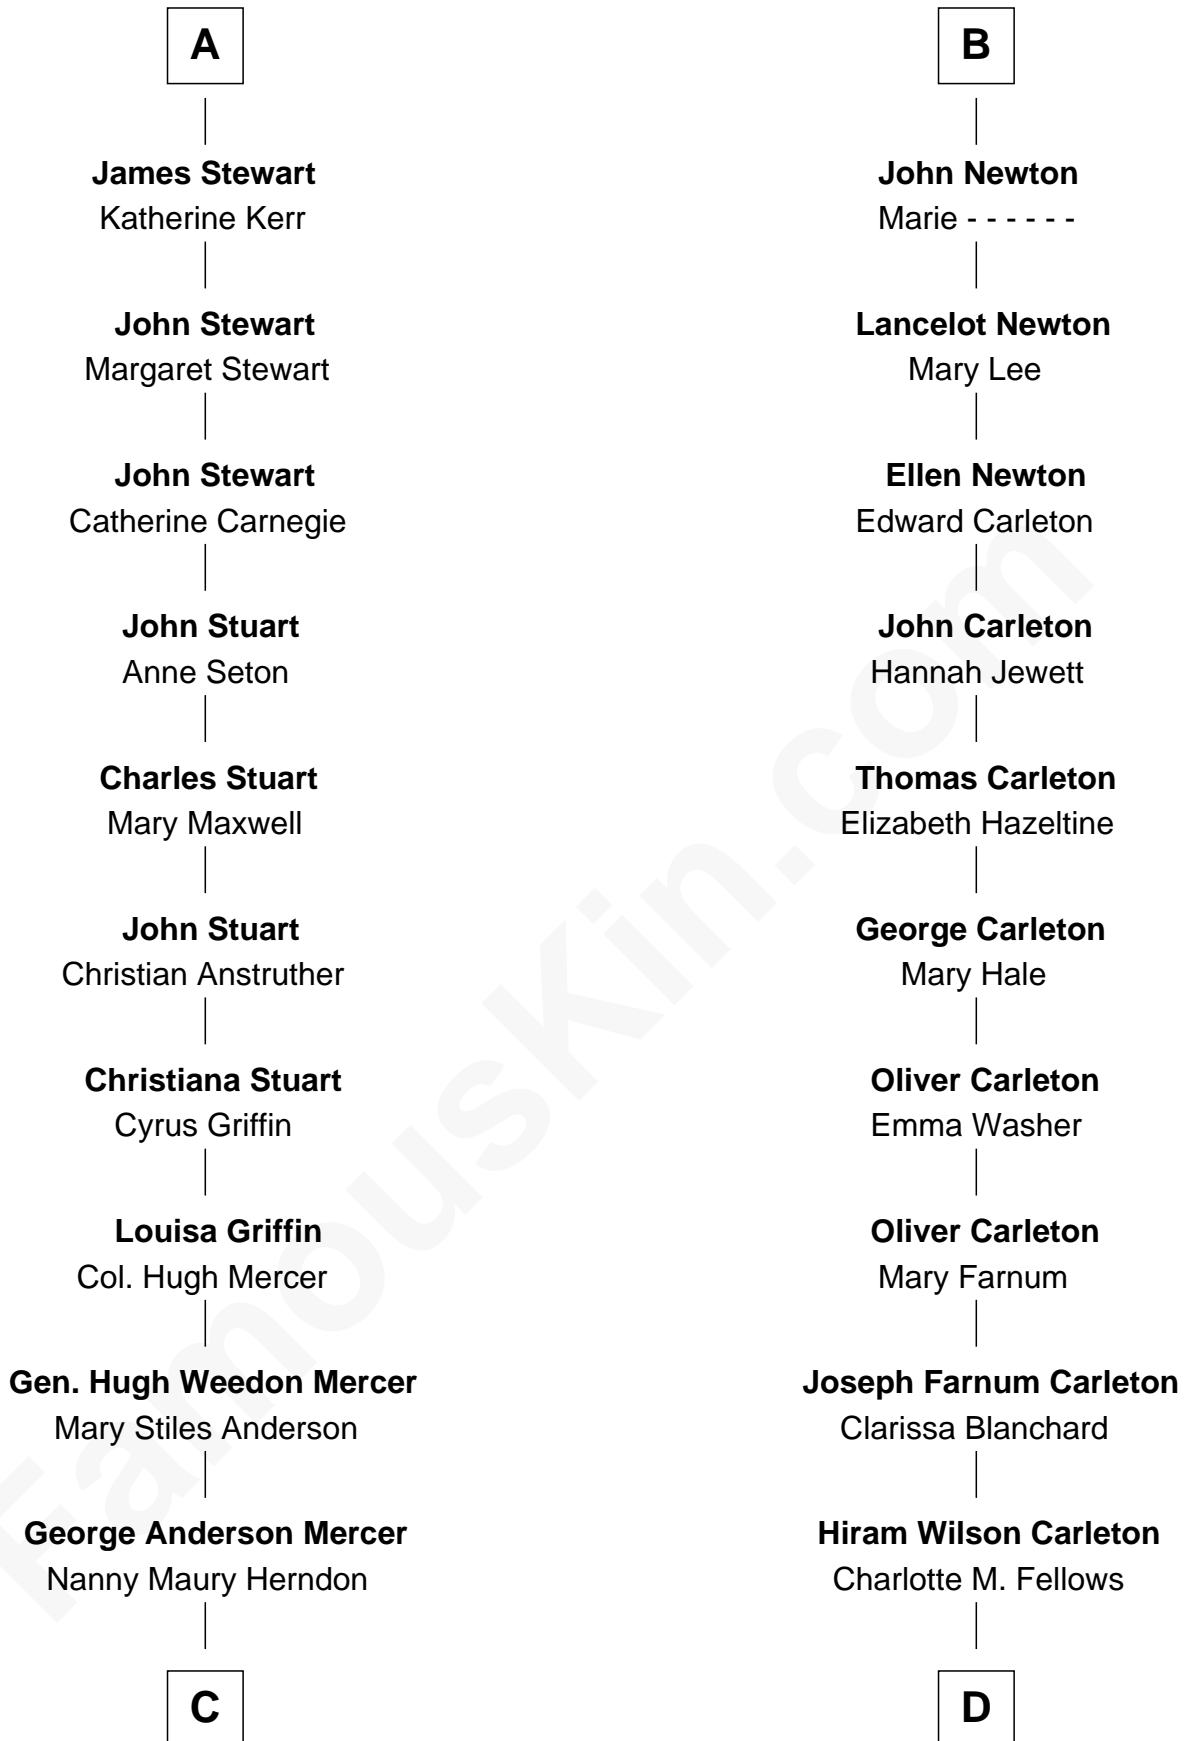 A
James Stewart
Katherine Kerr
John Stewart
Margaret Stewart
John Stewart
Catherine Carnegie
John Stuart
Anne Seton
Charles Stuart
Mary Maxwell
John Stuart
Christian Anstruther
Christiana Stuart
Cyrus Griffin
Louisa Griffin
Col. Hugh Mercer
Gen. Hugh Weedon Mercer
Mary Stiles Anderson
George Anderson Mercer
Nanny Maury Herndon
C
B
John Newton
Marie - - - - - -
Lancelot Newton
Mary Lee
Ellen Newton
Edward Carleton
John Carleton
Hannah Jewett
Thomas Carleton
Elizabeth Hazeltine
George Carleton
Mary Hale
Oliver Carleton
Emma Washer
Oliver Carleton
Mary Farnum
Joseph Farnum Carleton
Clarissa Blanchard
Hiram Wilson Carleton
Charlotte M. Fellows
D
FamousKin.com